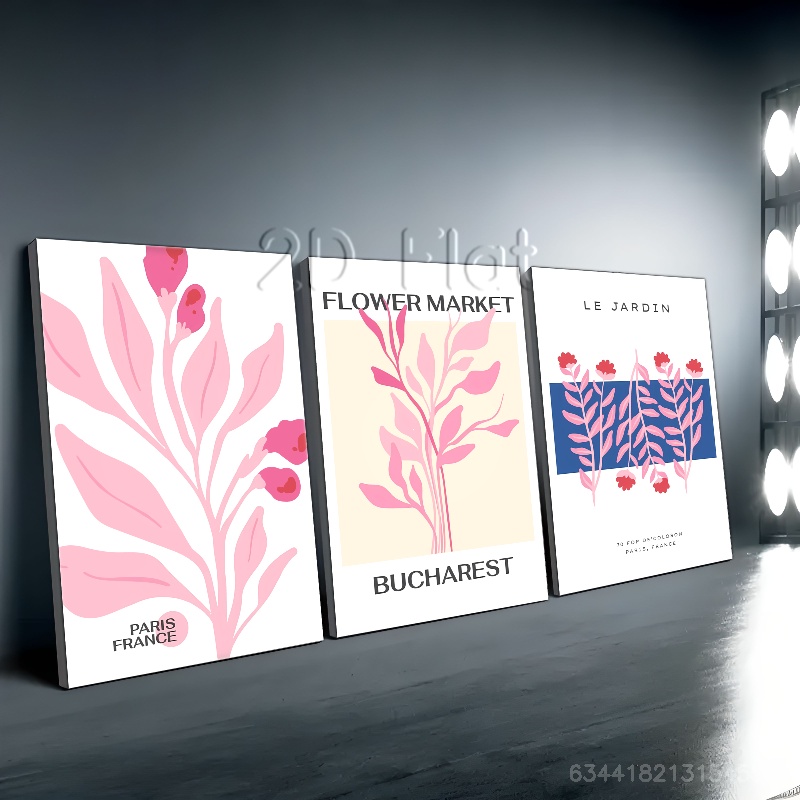 2D Flat
FLOWER MARKET
BUCHAREST
LE JARDIN
PARIS, FRANCE
PARIS
FRANCE